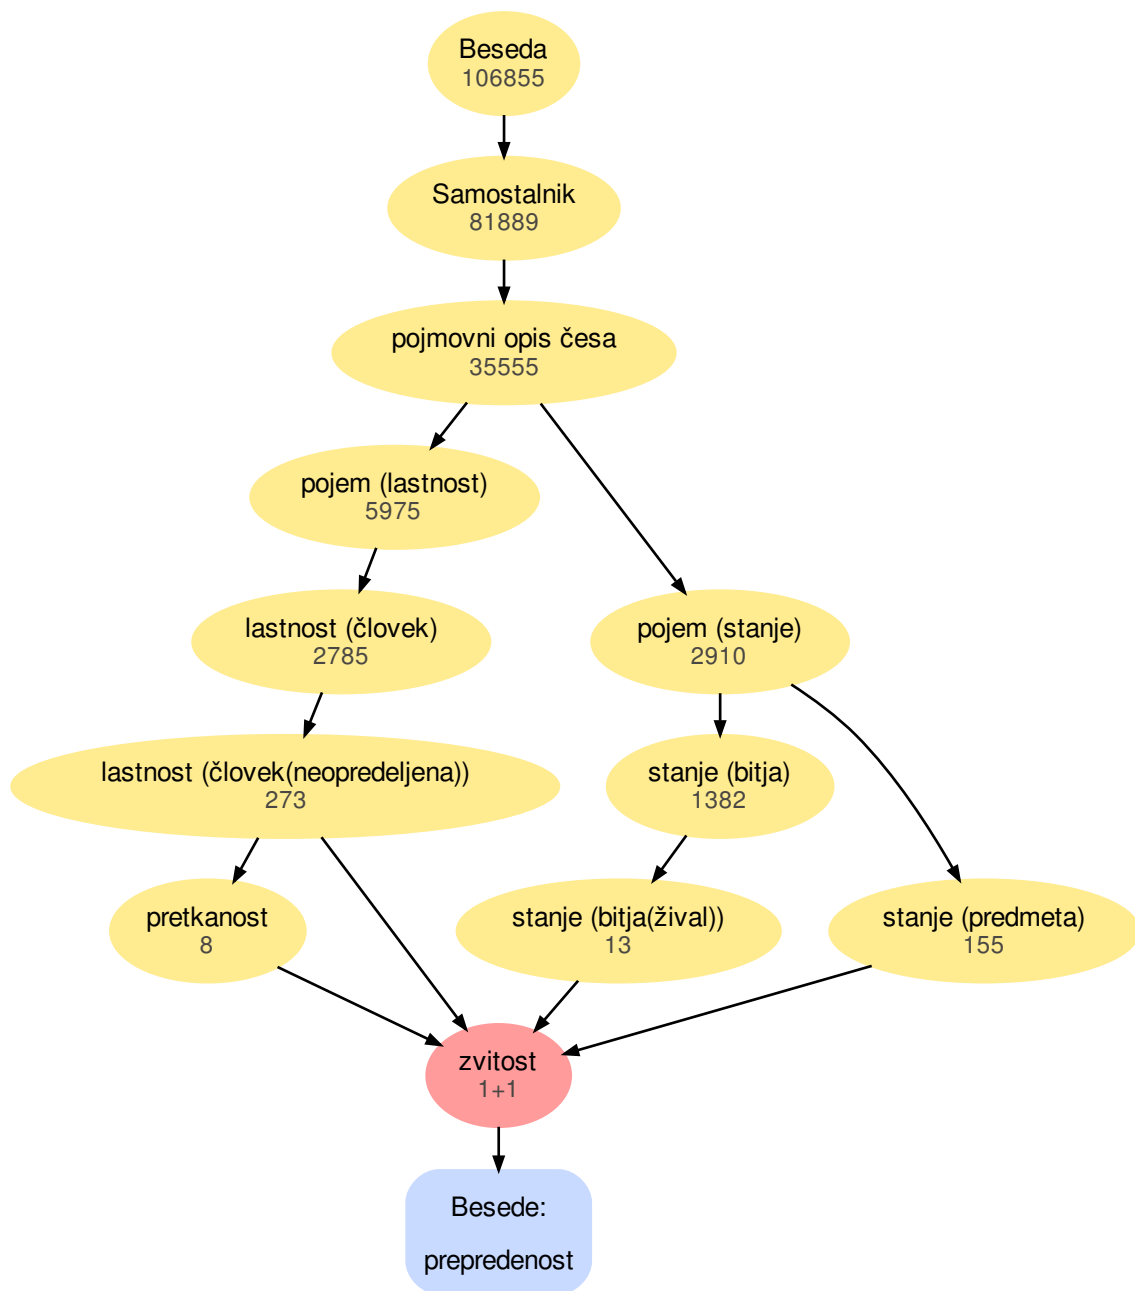 Beseda
106855
Samostalnik
81889
pojmovni opis česa
35555
pojem (lastnost)
5975
lastnost (človek)
2785
pojem (stanje)
2910
lastnost (človek(neopredeljena))
273
stanje (bitja)
1382
pretkanost
8
stanje (bitja(žival))
13
stanje (predmeta)
155
zvitost
1+1
Besede:
prepredenost